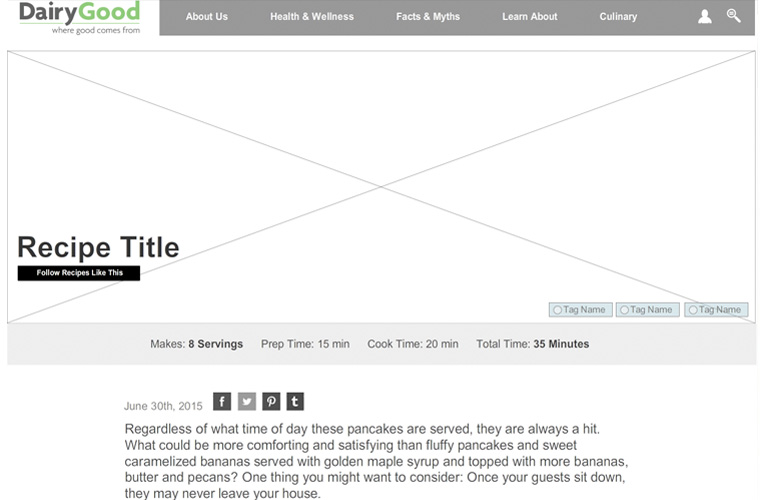 DairyGood
where good comes from
About Us Health & Wellness Facts & Myths Learn About Culinary
Recipe Title
Follow Recipes Like This
Tag Name Tag Name Tag Name
Makes: 8 Servings Prep Time: 15 min Cook Time: 20 min Total Time: 35 Minutes
June 30th, 2015
Regardless of what time of day these pancakes are served, they are always a hit.
What could be more comforting and satisfying than fluffy pancakes and sweet
caramelized bananas served with golden maple syrup and topped with more bananas,
butter and pecans? One thing you might want to consider: Once your guests sit down,
they may never leave your house.